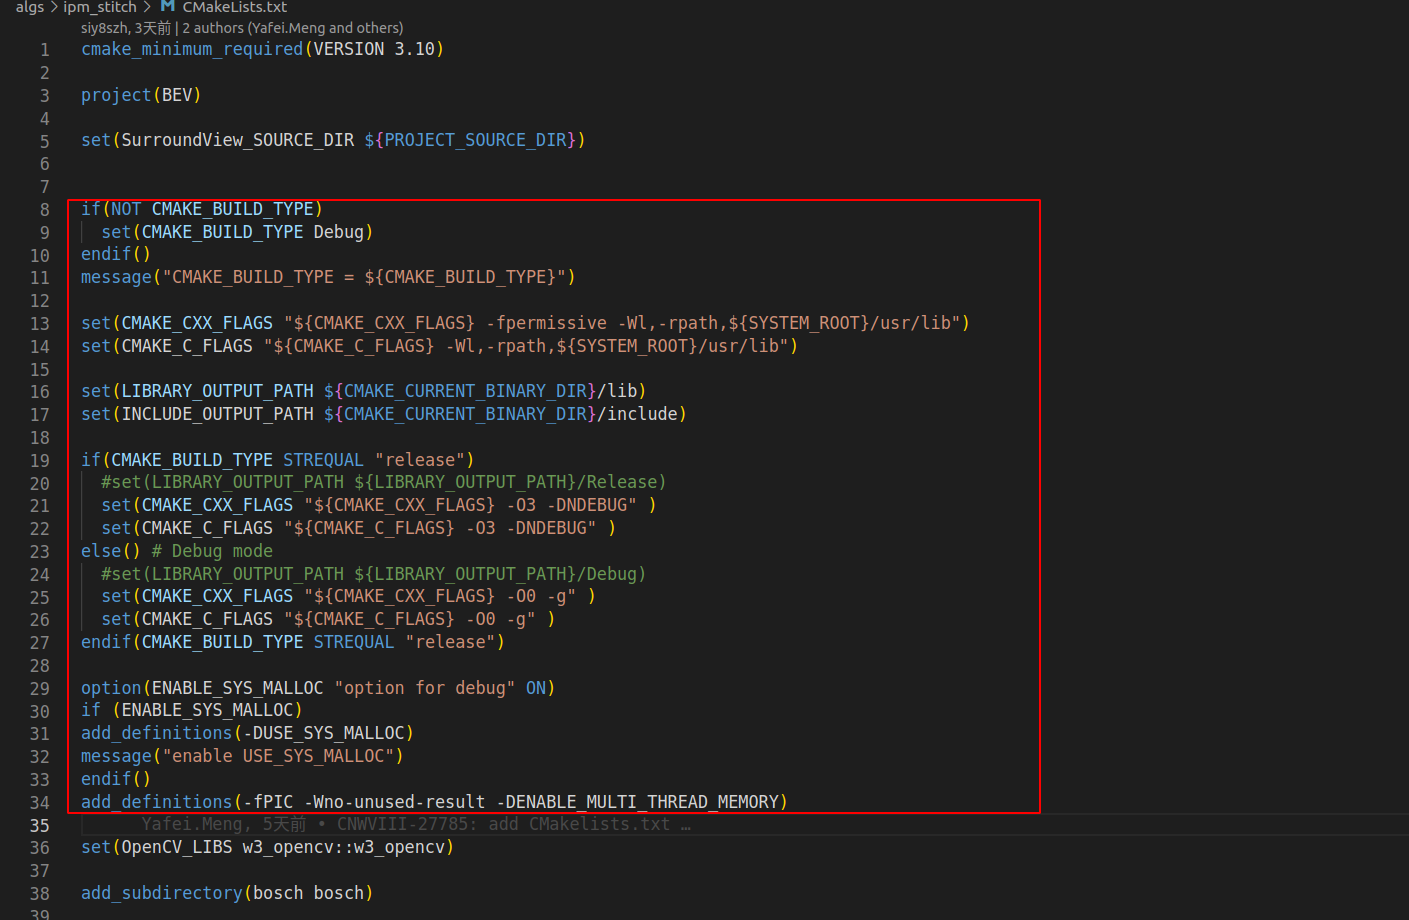 algs > ipm_stitch > M CMakeLists.txt
siy8szh, 3天前 | 2 authors (Yafei.Meng and others)
1 cmake_minimum_required(VERSION 3.10)
2
3 project(BEV)
4
5 set(SurroundView_SOURCE_DIR ${PROJECT_SOURCE_DIR})
6
7
8 if(NOT CMAKE_BUILD_TYPE)
9 set(CMAKE_BUILD_TYPE Debug)
10 endif()
11 message("CMAKE_BUILD_TYPE = ${CMAKE_BUILD_TYPE}")
12
13 set(CMAKE_CXX_FLAGS "${CMAKE_CXX_FLAGS} -fpermissive -Wl,-rpath,${SYSTEM_ROOT}/usr/lib")
14 set(CMAKE_C_FLAGS "${CMAKE_C_FLAGS} -Wl,-rpath,${SYSTEM_ROOT}/usr/lib")
15
16 set(LIBRARY_OUTPUT_PATH ${CMAKE_CURRENT_BINARY_DIR}/lib)
17 set(INCLUDE_OUTPUT_PATH ${CMAKE_CURRENT_BINARY_DIR}/include)
18
19 if(CMAKE_BUILD_TYPE STREQUAL "release")
20 #set(LIBRARY_OUTPUT_PATH ${LIBRARY_OUTPUT_PATH}/Release)
21 set(CMAKE_CXX_FLAGS "${CMAKE_CXX_FLAGS} -O3 -DNDEBUG" )
22 set(CMAKE_C_FLAGS "${CMAKE_C_FLAGS} -O3 -DNDEBUG" )
23 else() # Debug mode
24 #set(LIBRARY_OUTPUT_PATH ${LIBRARY_OUTPUT_PATH}/Debug)
25 set(CMAKE_CXX_FLAGS "${CMAKE_CXX_FLAGS} -O0 -g" )
26 set(CMAKE_C_FLAGS "${CMAKE_C_FLAGS} -O0 -g" )
27 endif(CMAKE_BUILD_TYPE STREQUAL "release")
28
29 option(ENABLE_SYS_MALLOC "option for debug" ON)
30 if (ENABLE_SYS_MALLOC)
31 add_definitions(-DUSE_SYS_MALLOC)
32 message("enable USE_SYS_MALLOC")
33 endif()
34 add_definitions(-fPIC -Wno-unused-result -DENABLE_MULTI_THREAD_MEMORY)
35 Yafei.Meng, 5天前 • CNWVIII-27785: add CMakelists.txt …
36 set(OpenCV_LIBS w3_opencv::w3_opencv)
37
38 add_subdirectory(bosch bosch)
39